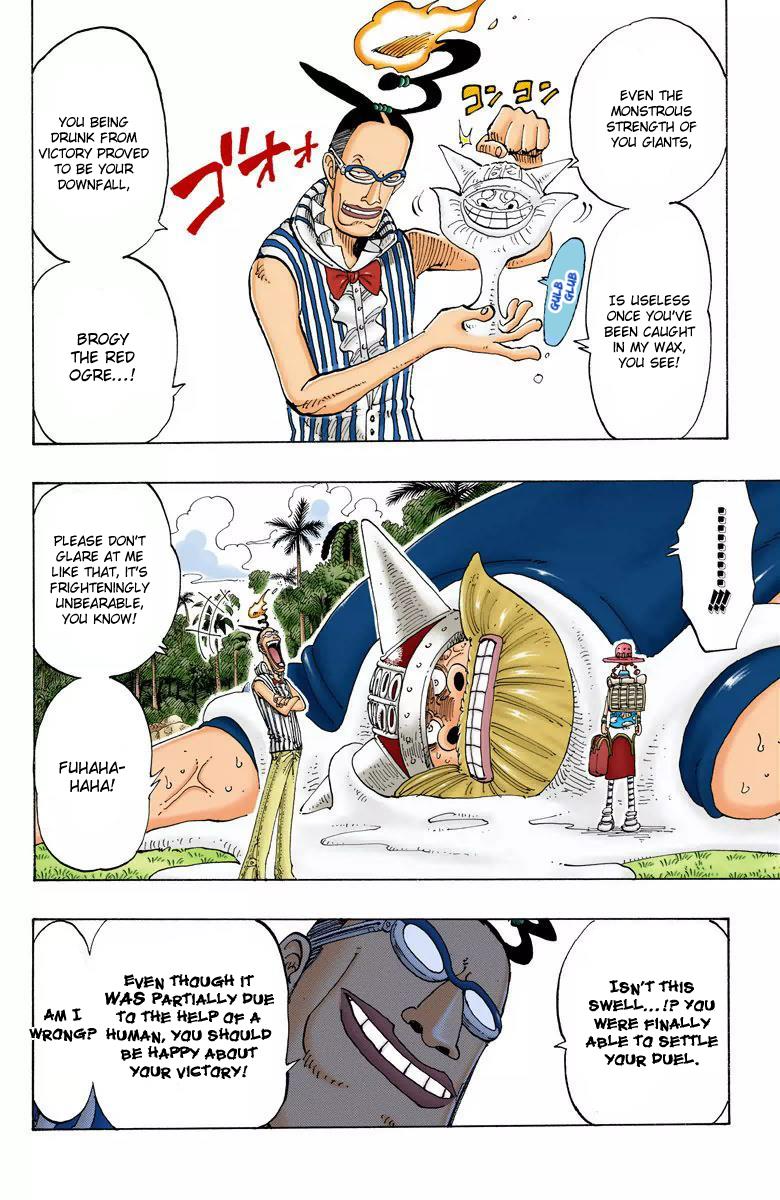 EVEN THE
MONSTROUS
STRENGTH OF
YOU GIANTS,
コン コン
IS USELESS
ONCE YOU'VE
BEEN CAUGHT
IN MY WAX,
YOU SEE!
GULB
GLUB
ゴオオ
YOU BEING
DRUNK FROM
VICTORY PROVED
TO BE YOUR
DOWNFALL,
BROGY
THE RED
OGRE...!
..........!!!
PLEASE DON'T
GLARE AT ME
LIKE THAT, IT'S
FRIGHTENINGLY
UNBEARABLE,
YOU KNOW!
FUHAHA-
HAHA!
ISN'T THIS
SWELL...!? YOU
WERE FINALLY
ABLE TO SETTLE
YOUR DUEL.
EVEN THOUGH IT
WAS PARTIALLY DUE
TO THE HELP OF A
HUMAN, YOU SHOULD
BE HAPPY ABOUT
YOUR VICTORY!
AM I
WRONG?